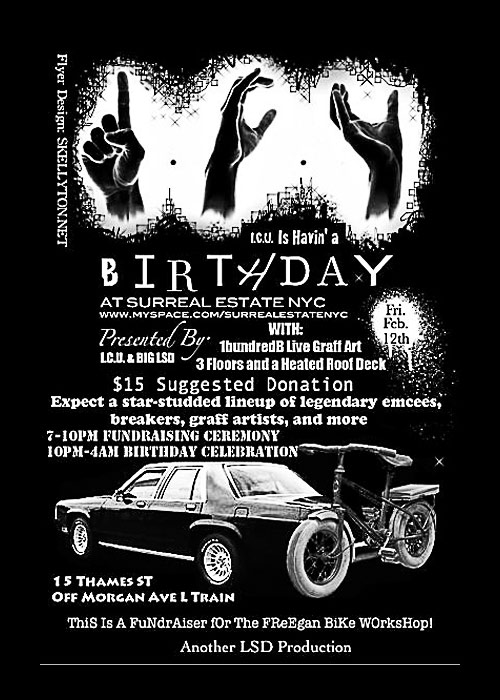 Flyer Design: SKELLYTON.NET
I.C.U. Is Havin' a
BIRTHDAY
AT SURREAL ESTATE NYC
WWW.MYSPACE.COM/SURREALESTATENYC
Fri.
Feb.
12th
Presented By:
I.C.U. & BIG LSD
WITH:
1hundredB Live Graff Art
3 Floors and a Heated Roof Deck
$15 Suggested Donation
Expect a star-studded lineup of legendary emcees,
breakers, graff artists, and more
7-10PM FUNDRAISING CEREMONY
10PM-4AM BIRTHDAY CELEBRATION
15 THAMES ST
OFF MORGAN AVE L TRAIN
ThiS Is A FuNdrAiser fOr The FReEgan BiKe WOrksHop!
Another LSD Production